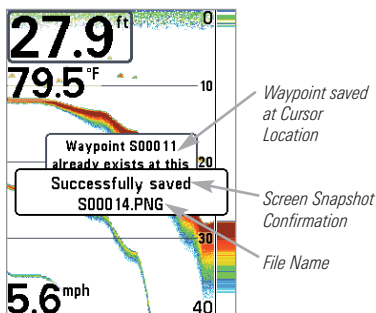 27.9 ft
79.5 °F
0
10
20
30
40
Waypoint S00011
already exists at this
Successfully saved
S00014.PNG
5.6 mph
Waypoint saved
at Cursor
Location
Screen Snapshot
Confirmation
File Name